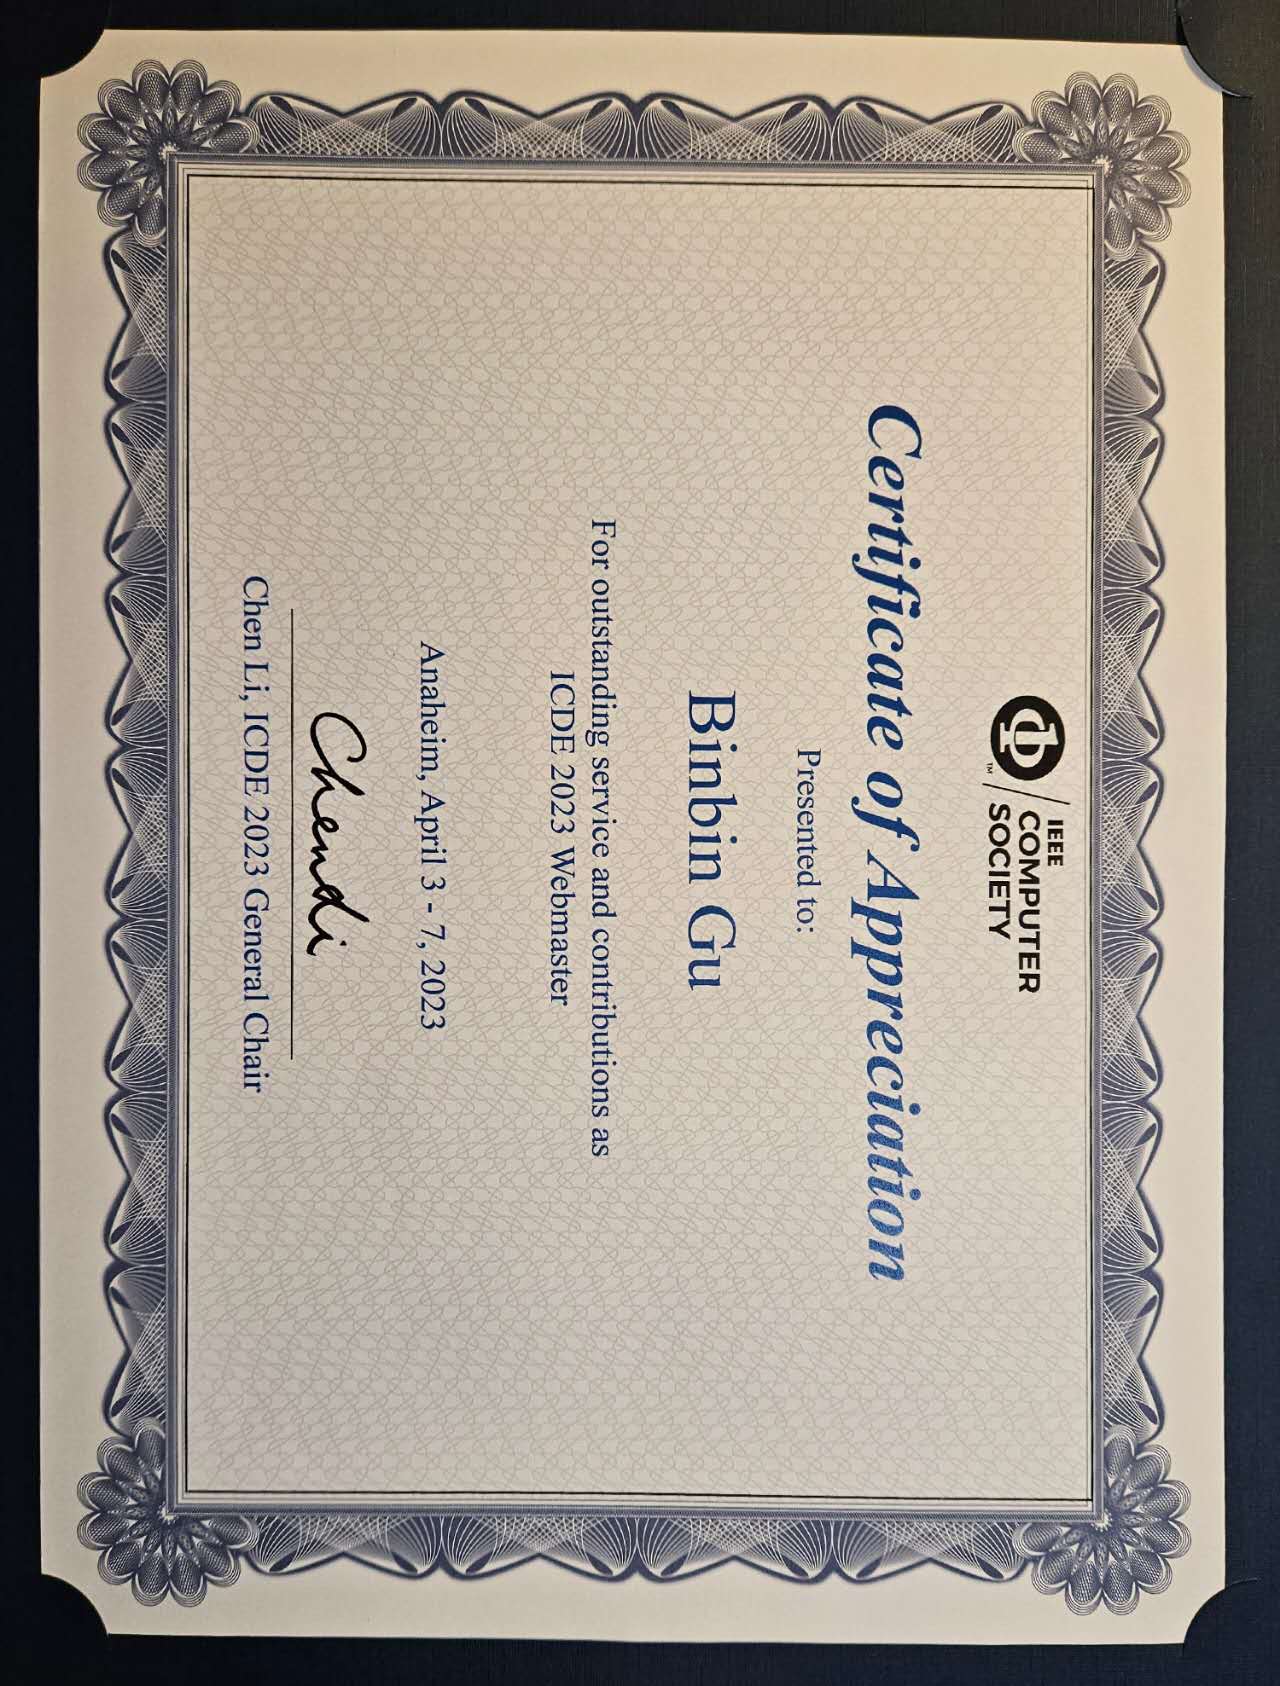 IEEE
COMPUTER
SOCIETY
TM
Certificate of Appreciation
Presented to:
Binbin Gu
For outstanding service and contributions as
ICDE 2023 Webmaster
Anaheim, April 3 - 7, 2023
Chen Li
Chen Li, ICDE 2023 General Chair